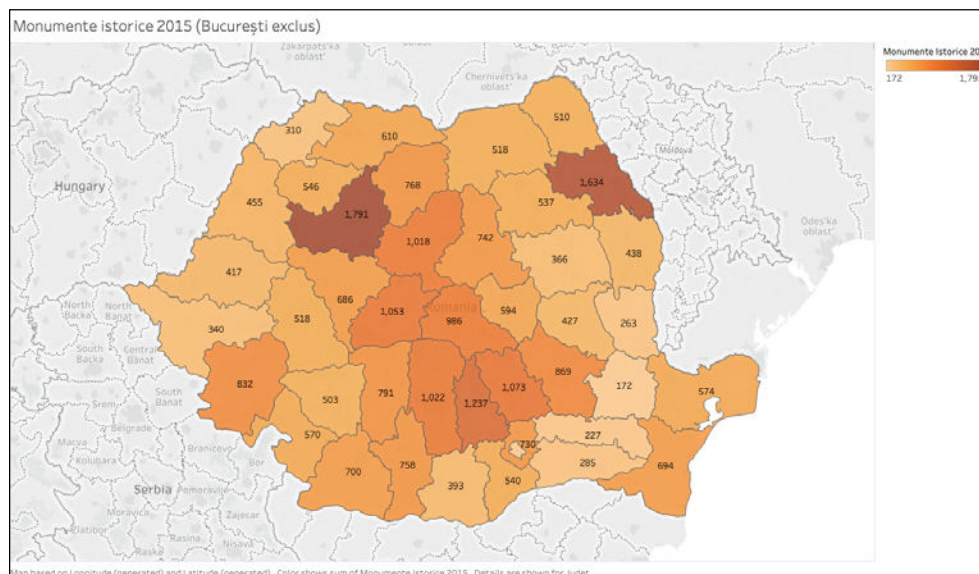 Monumente istorice 2015 (București exclus)
Monumente Istorice 20
172 1,79
Zakarpats'ka
oblast'
Chernivets'ka
oblast'
310
610
518
510
Moldova
Hungary
546
768
1,634
455
1,791
537
Odes'ka
oblast'
1,018
742
366
438
417
686
North
Backa
North
Banat
518
1,053
Romania
986
594
427
263
340
South
Backa
Central
Banat
832
791
1,022
1,237
1,073
869
172
574
503
Srem
South
Banat
Belgrade
Macva
Kolubara
Branicevo
Bor
570
730
227
700
758
393
540
285
694
Serbia
Pomoravlje
Moravica
Zajecar
Zlatibor
Rasina
Raska
Nisava
Map based on Longitude (generated) and Latitude (generated). Color shows sum of Monumente Istorice 2015. Details are shown for Judet.